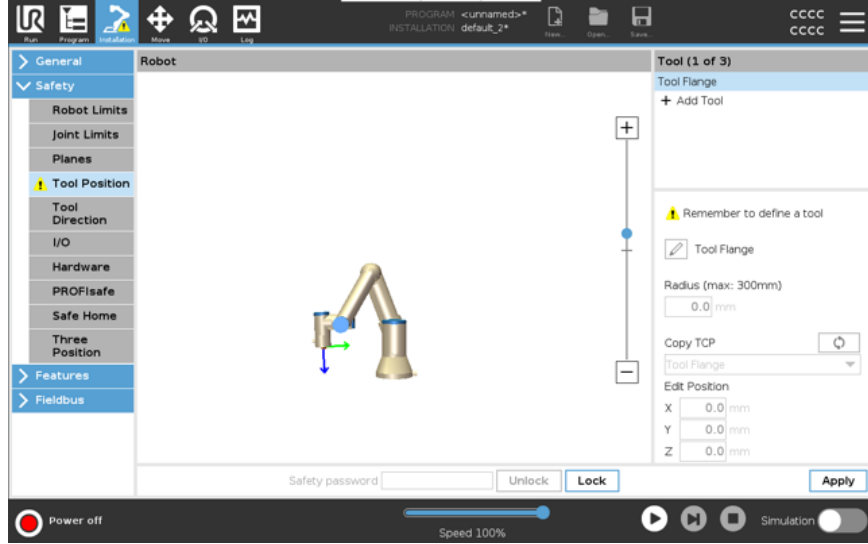 UR
PROGRAM <unnamed>*
INSTALLATION default_2*
Run
Program
Installation
Move
I/O
Log
New...
Open...
Save...
CCCC
CCCC
General
Safety
Robot Limits
Joint Limits
Planes
Tool Position
Tool
Direction
I/O
Hardware
PROFIsafe
Safe Home
Three
Position
Features
Fieldbus
Robot
Tool (1 of 3)
Tool Flange
+ Add Tool
Remember to define a tool
Tool Flange
Radius (max: 300mm)
0.0 mm
Copy TCP
Tool Flange
Edit Position
X 0.0 mm
Y 0.0 mm
Z 0.0 mm
Safety password
Unlock
Lock
Apply
Power off
Speed 100%
Simulation